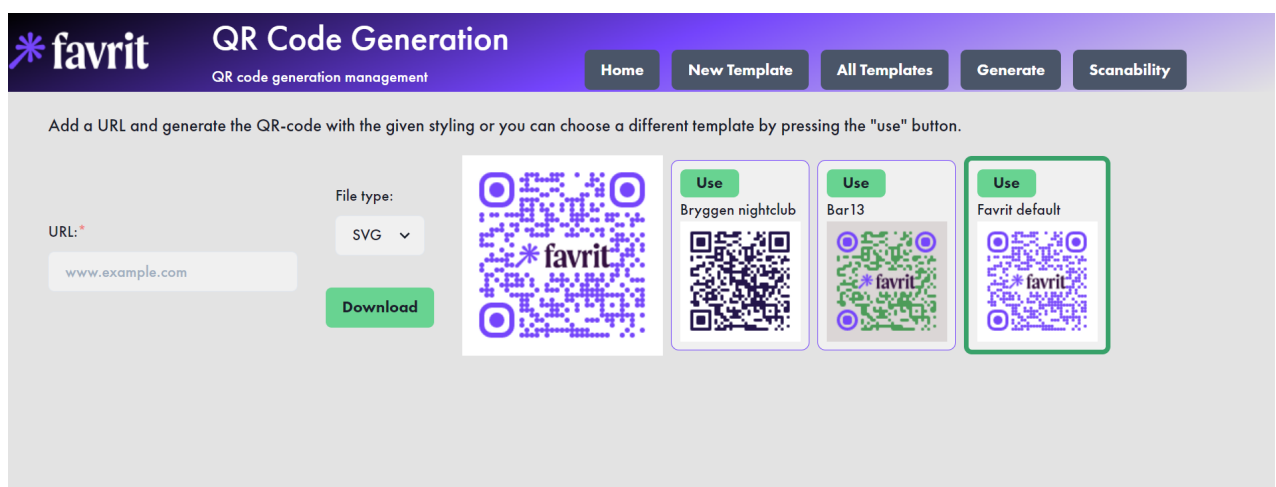 favrit
QR Code Generation
QR code generation management
Home
New Template
All Templates
Generate
Scanability
Add a URL and generate the QR-code with the given styling or you can choose a different template by pressing the "use" button.
URL:*
www.example.com
File type:
SVG
Download
favrit
Use
Bryggen nightclub
Use
Bar13
favrit
Use
Favrit default
favrit